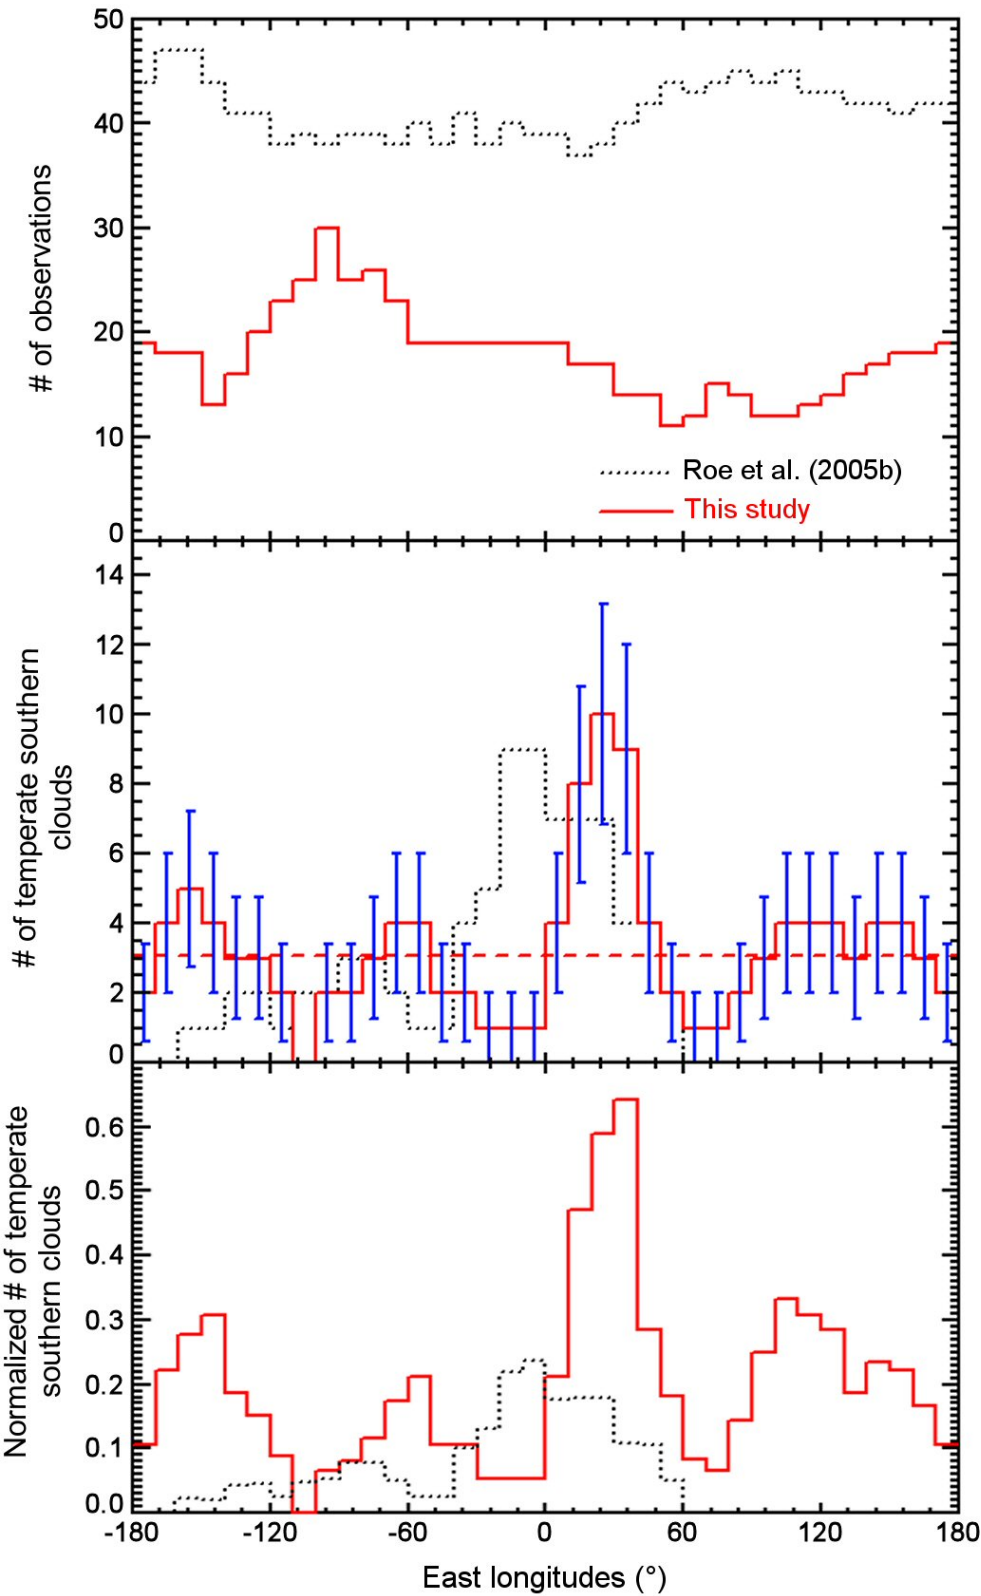 50
40
30
20
10
0
# of observations
Roe et al. (2005b)
This study
14
12
10
8
6
4
2
0
# of temperate southern
clouds
0.6
0.5
0.4
0.3
0.2
0.1
0.0
Normalized # of temperate
southern clouds
-180 -120 -60 0 60 120 180
East longitudes (°)